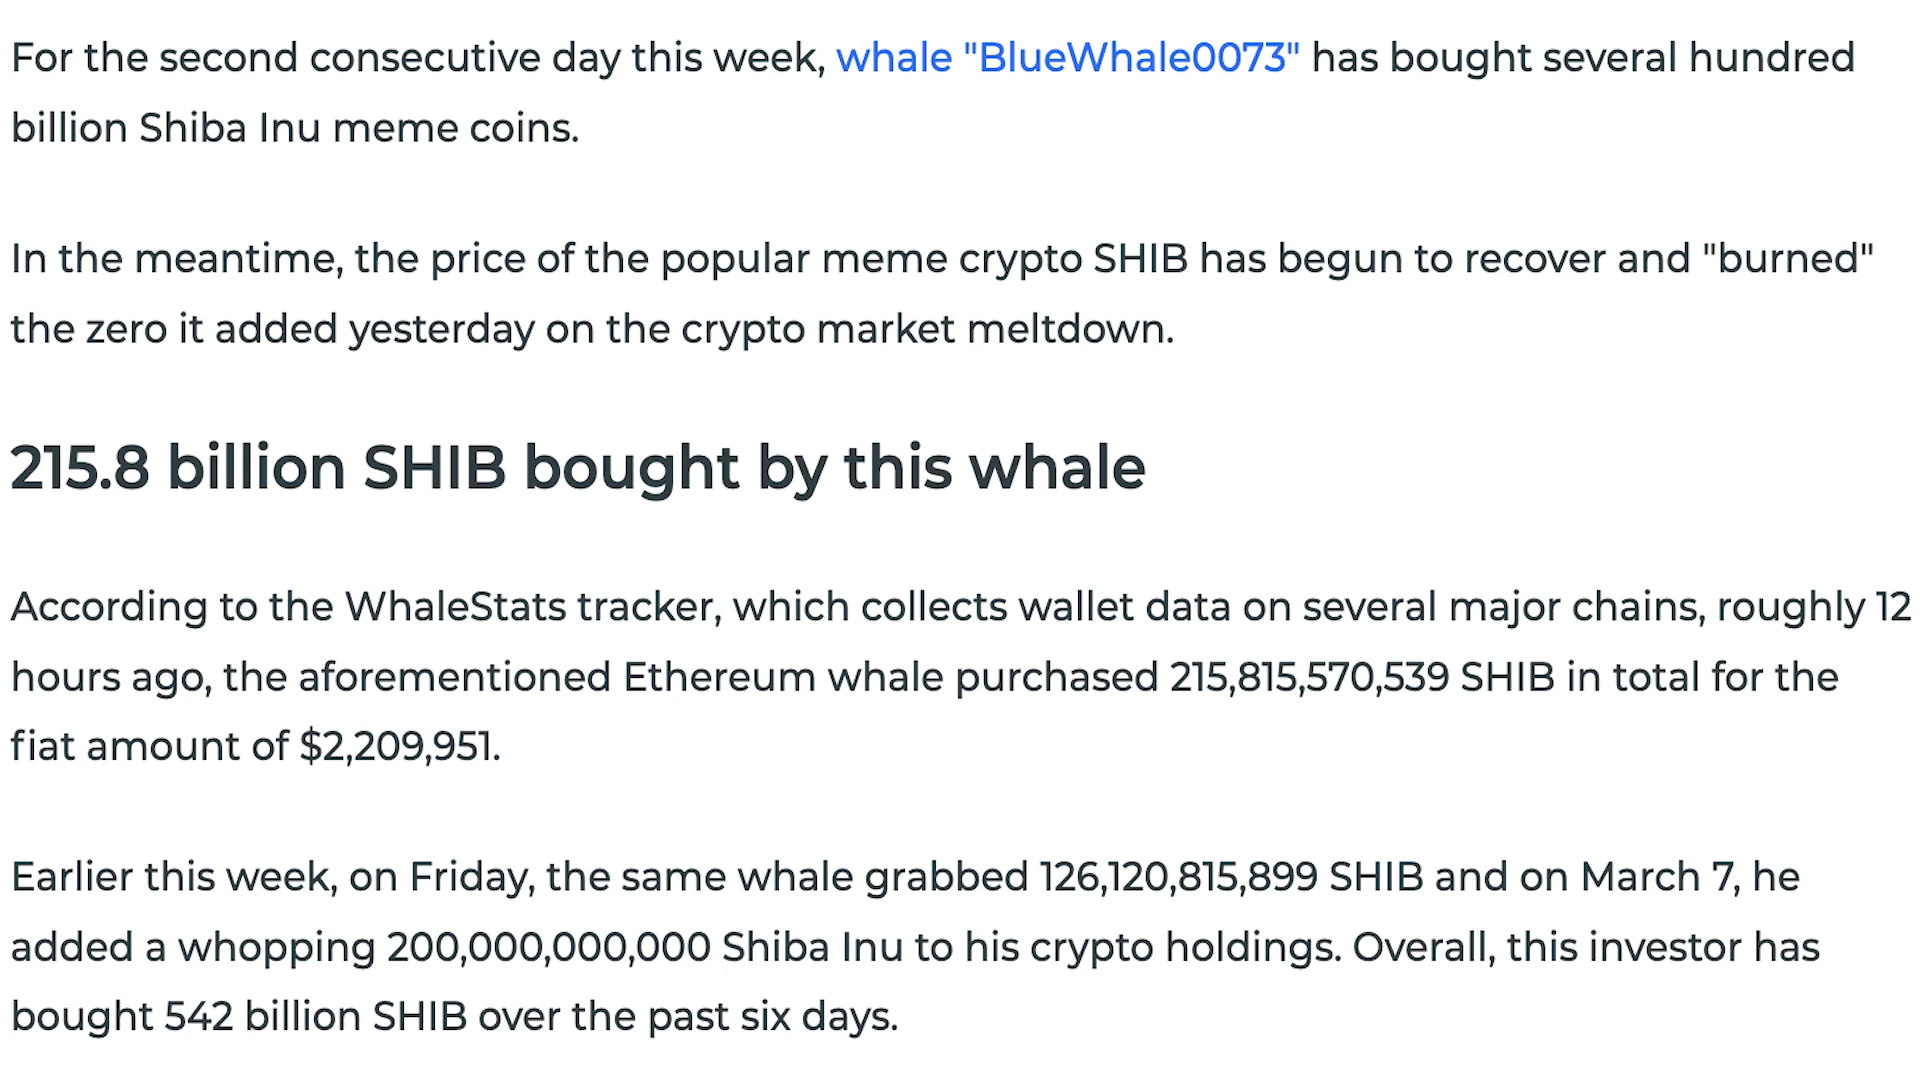 For the second consecutive day this week, whale "BlueWhale0073" has bought several hundred
billion Shiba Inu meme coins.
In the meantime, the price of the popular meme crypto SHIB has begun to recover and "burned"
the zero it added yesterday on the crypto market meltdown.
215.8 billion SHIB bought by this whale
According to the WhaleStats tracker, which collects wallet data on several major chains, roughly 12
hours ago, the aforementioned Ethereum whale purchased 215,815,570,539 SHIB in total for the
fiat amount of $2,209,951.
Earlier this week, on Friday, the same whale grabbed 126,120,815,899 SHIB and on March 7, he
added a whopping 200,000,000,000 Shiba Inu to his crypto holdings. Overall, this investor has
bought 542 billion SHIB over the past six days.